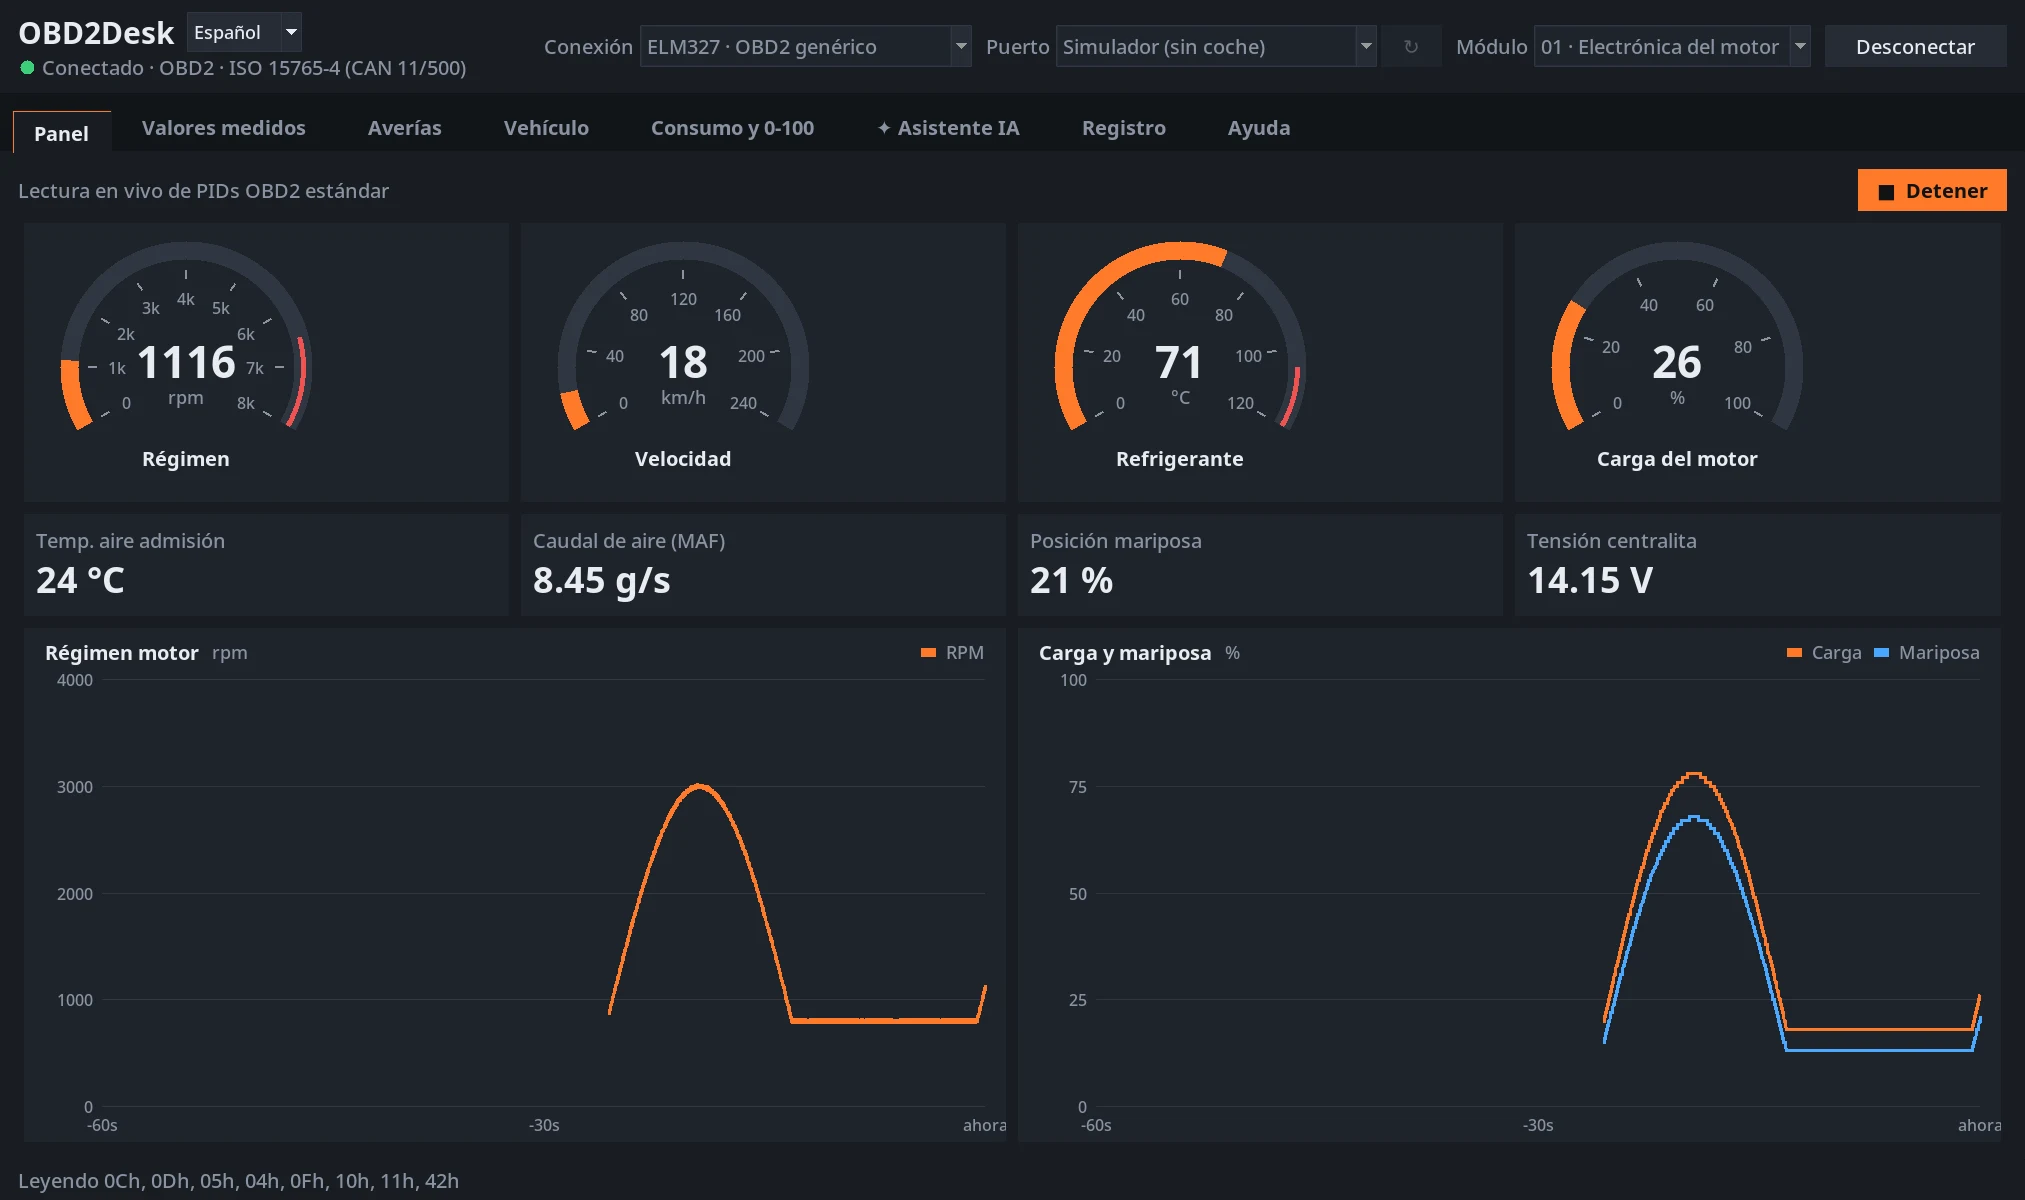 OBD2Desk Español
Conectado · OBD2 · ISO 15765-4 (CAN 11/500)
Conexión ELM327 · OBD2 genérico Puerto Simulador (sin coche) ↻ Módulo 01 · Electrónica del motor Desconectar
Panel Valores medidos Averías Vehículo Consumo y 0-100 ✦ Asistente IA Registro Ayuda
Lectura en vivo de PIDs OBD2 estándar
■ Detener
0 1k 2k 3k 4k 5k 6k 7k 8k
1116
rpm
Régimen
0 40 80 120 160 200 240
18
km/h
Velocidad
0 20 40 60 80 100 120
71
°C
Refrigerante
0 20 40 60 80 100
26
%
Carga del motor
Temp. aire admisión
24 °C
Caudal de aire (MAF)
8.45 g/s
Posición mariposa
21 %
Tensión centralita
14.15 V
Régimen motor rpm
RPM
4000
3000
2000
1000
0
-60s -30s ahora
Carga y mariposa %
Carga Mariposa
100
75
50
25
0
-60s -30s ahora
Leyendo 0Ch, 0Dh, 05h, 04h, 0Fh, 10h, 11h, 42h